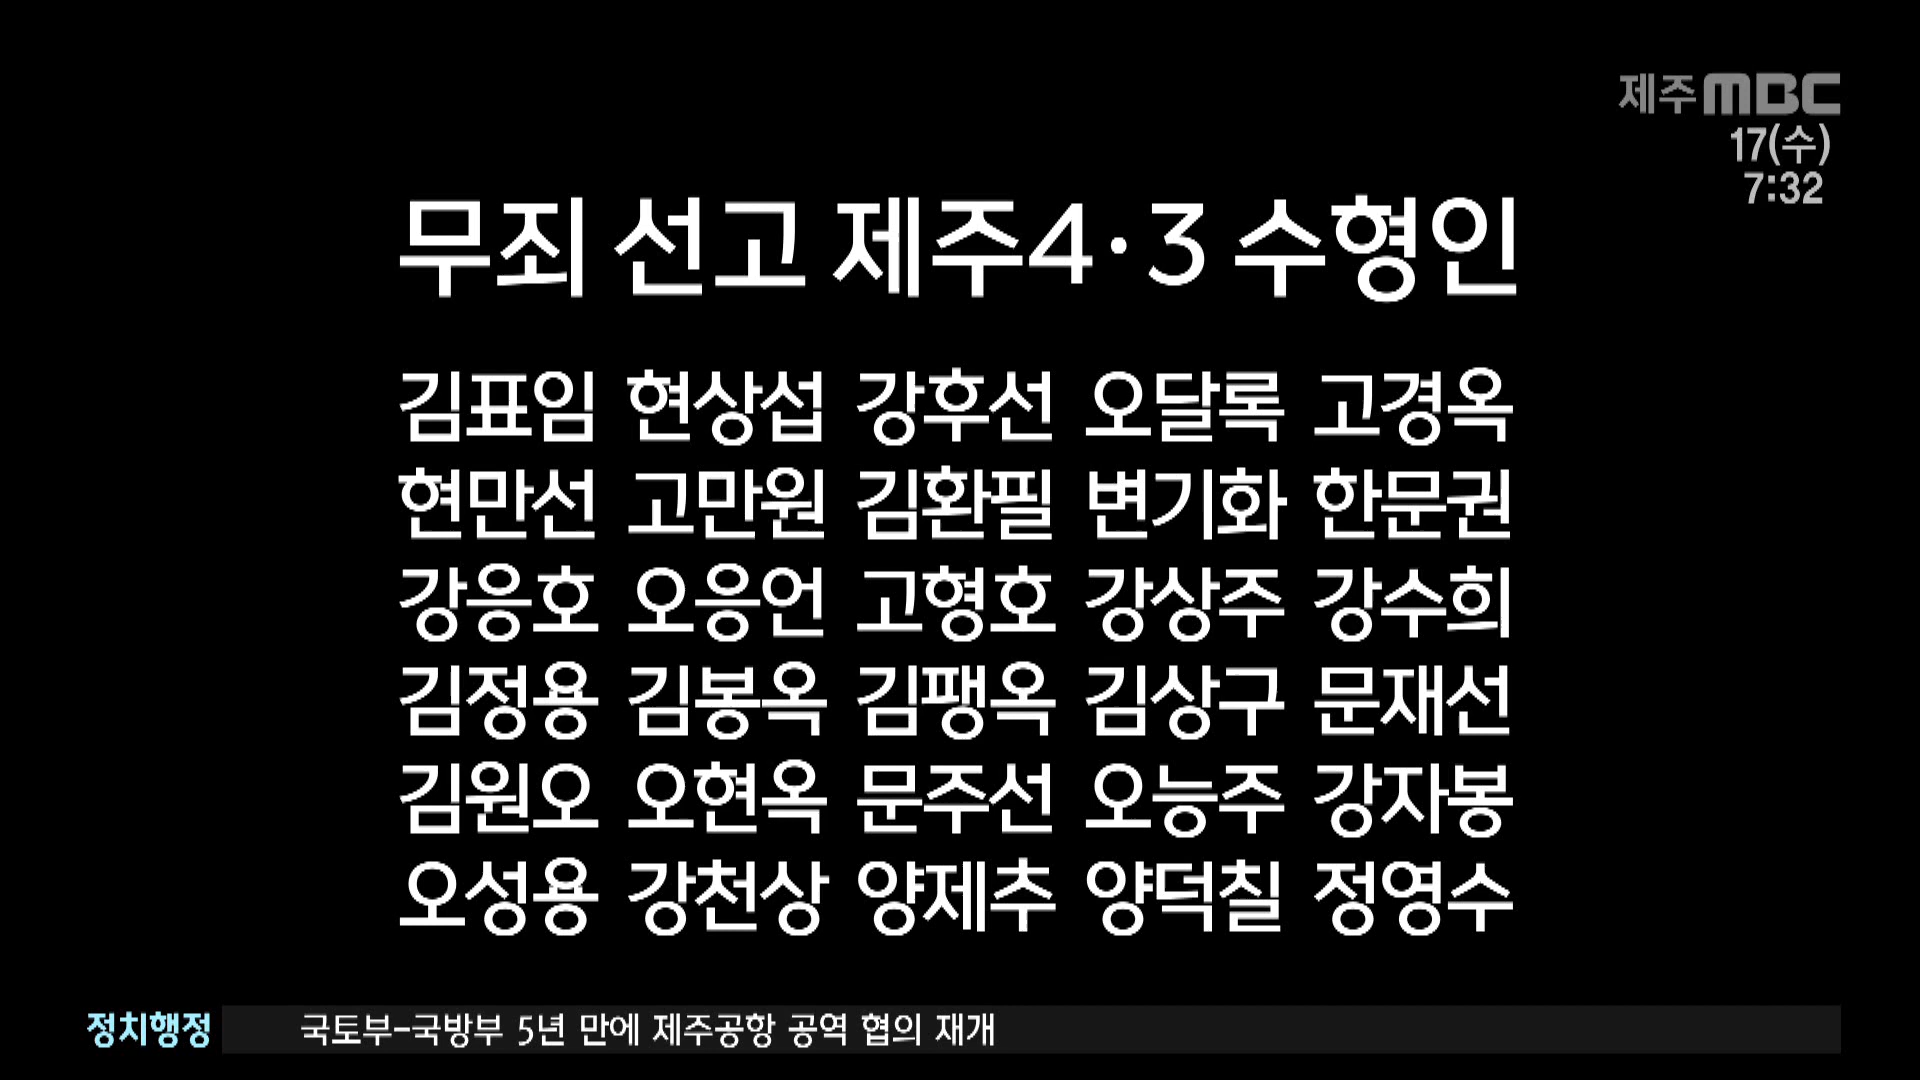 제주MBC
17(수)
7:32
무죄 선고 제주4·3 수형인
김표임 현상섭 강후선 오달록 고경옥
현만선 고만원 김환필 변기화 한문권
강응호 오응언 고형호 강상주 강수희
김정용 김봉옥 김팽옥 김상구 문재선
김원오 오현옥 문주선 오능주 강자봉
오성용 강천상 양제추 양덕칠 정영수
정치행정 국토부-국방부 5년 만에 제주공항 공역 협의 재개